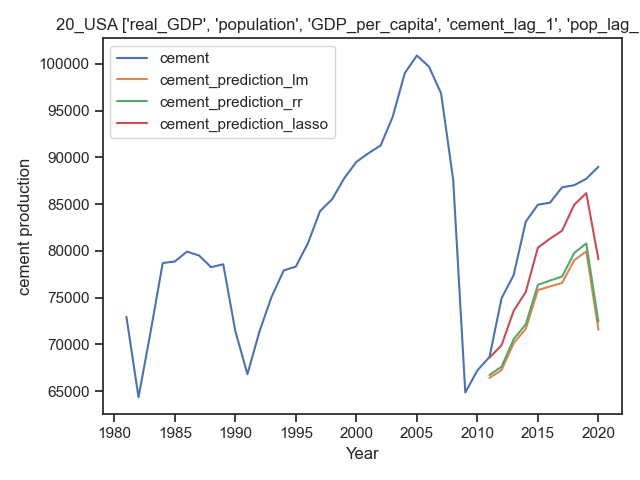 20_USA ['real_GDP', 'population', 'GDP_per_capita', 'cement_lag_1', 'pop_lag_
cement
cement_prediction_lm
cement_prediction_rr
cement_prediction_lasso
100000
95000
90000
85000
80000
75000
70000
65000
cement production
1980 1985 1990 1995 2000 2005 2010 2015 2020
Year